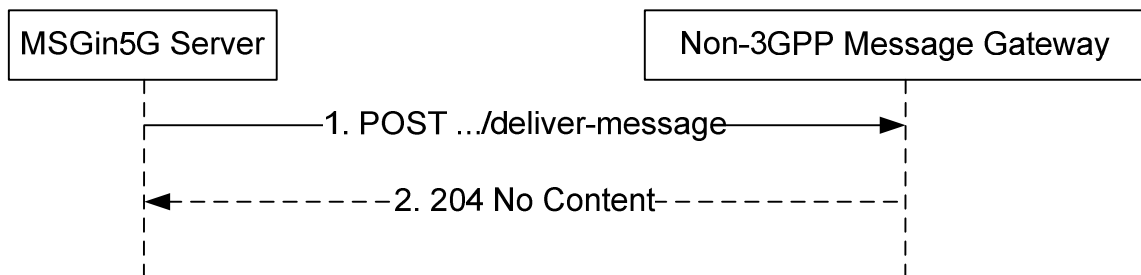 MSGin5G Server
Non-3GPP Message Gateway
1. POST .../deliver-message
2. 204 No Content